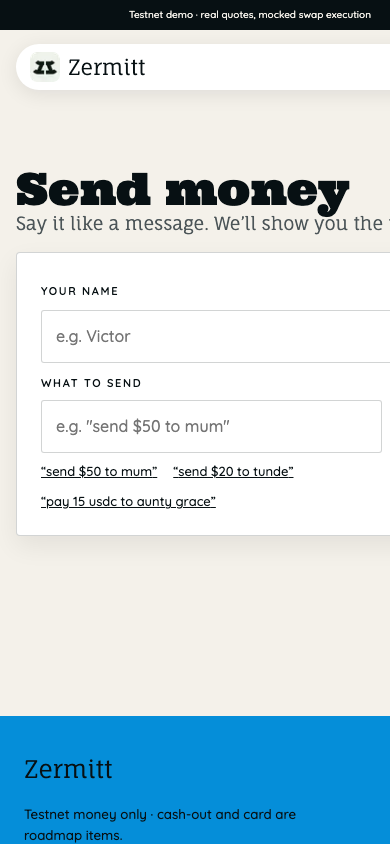 Testnet demo · real quotes, mocked swap execution
Zermitt
Send money
Say it like a message. We’ll show you the
YOUR NAME
e.g. Victor
WHAT TO SEND
e.g. "send $50 to mum"
“send $50 to mum” “send $20 to tunde”
“pay 15 usdc to aunty grace”
Zermitt
Testnet money only · cash-out and card are
roadmap items.